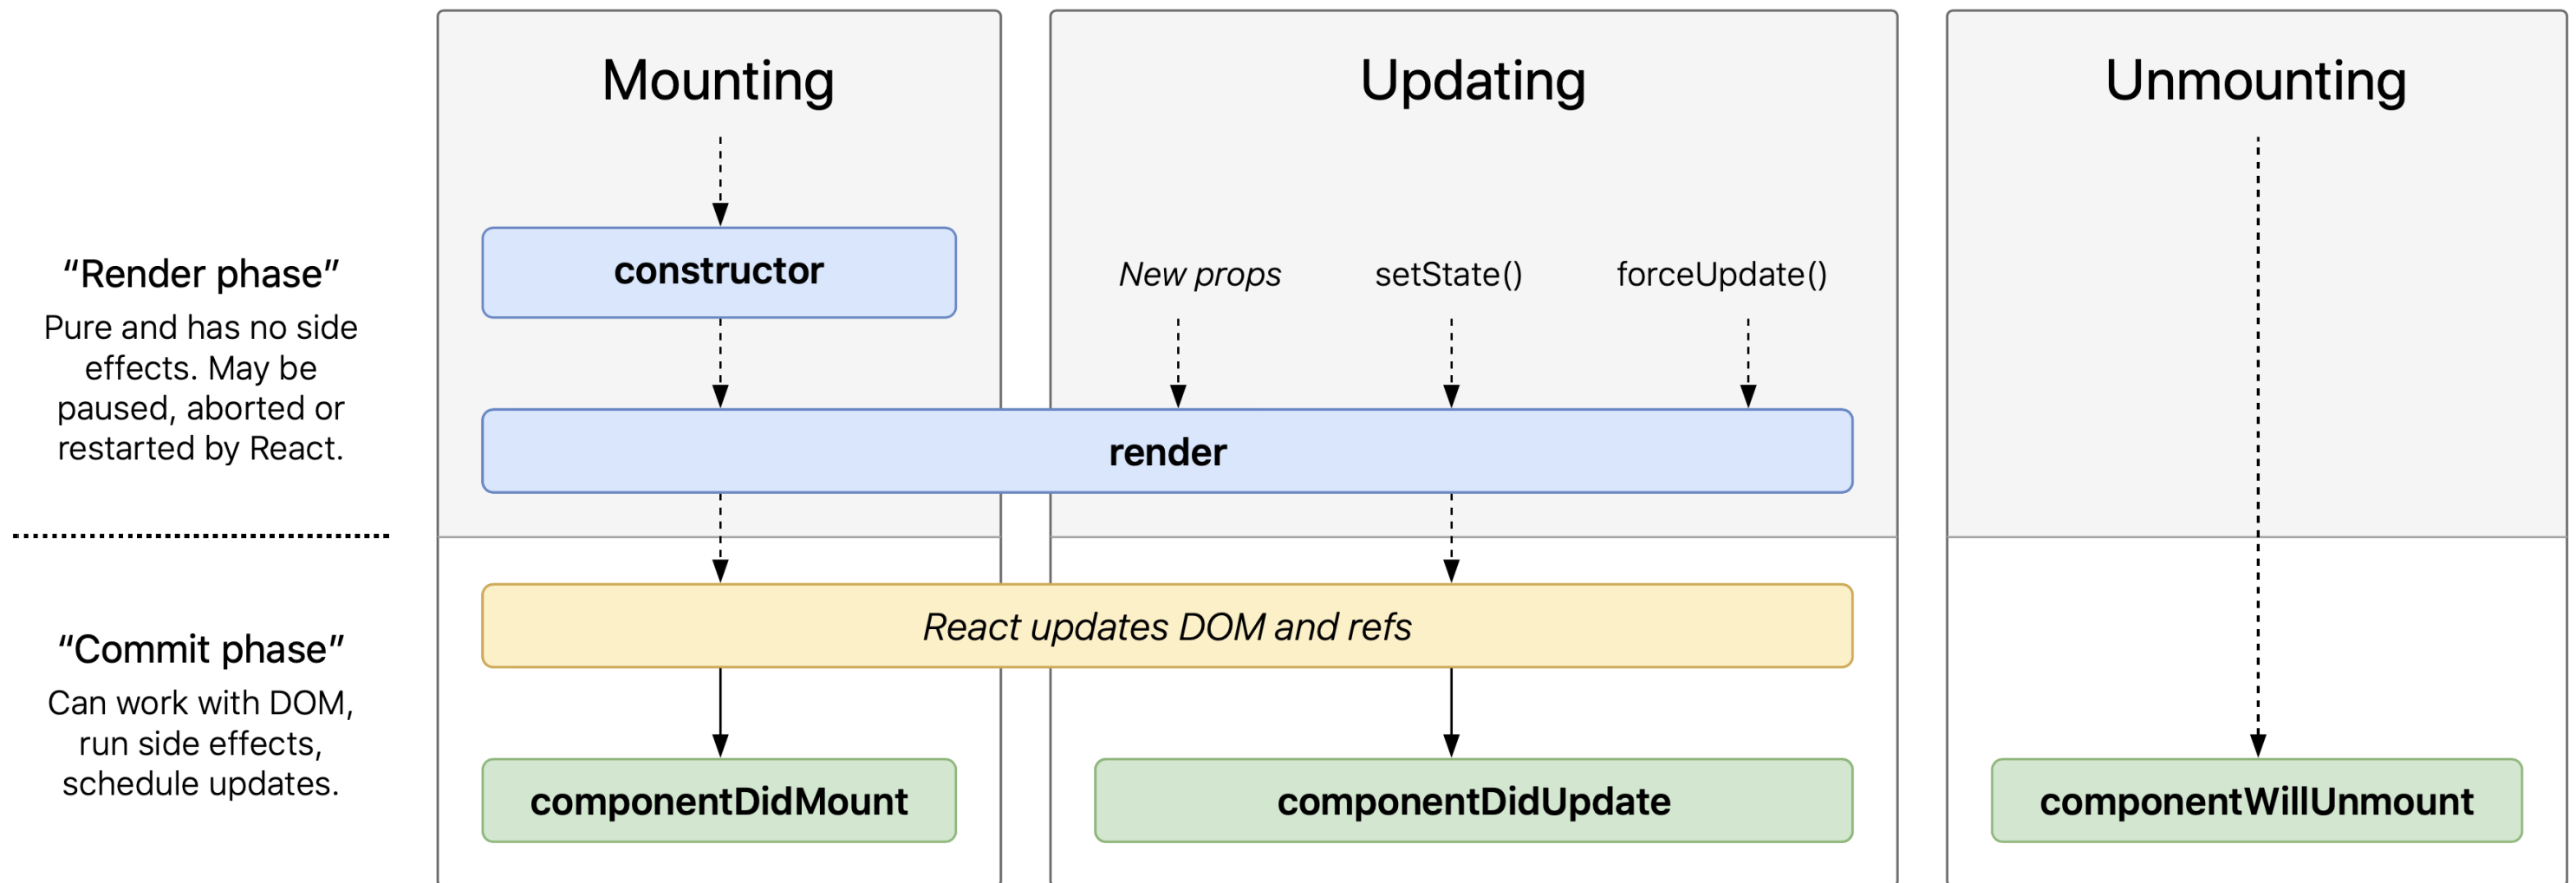 Mounting
Updating
Unmounting
“Render phase”
Pure and has no side
effects. May be
paused, aborted or
restarted by React.
constructor
New props
setState()
forceUpdate()
render
“Commit phase”
Can work with DOM,
run side effects,
schedule updates.
React updates DOM and refs
componentDidMount
componentDidUpdate
componentWillUnmount